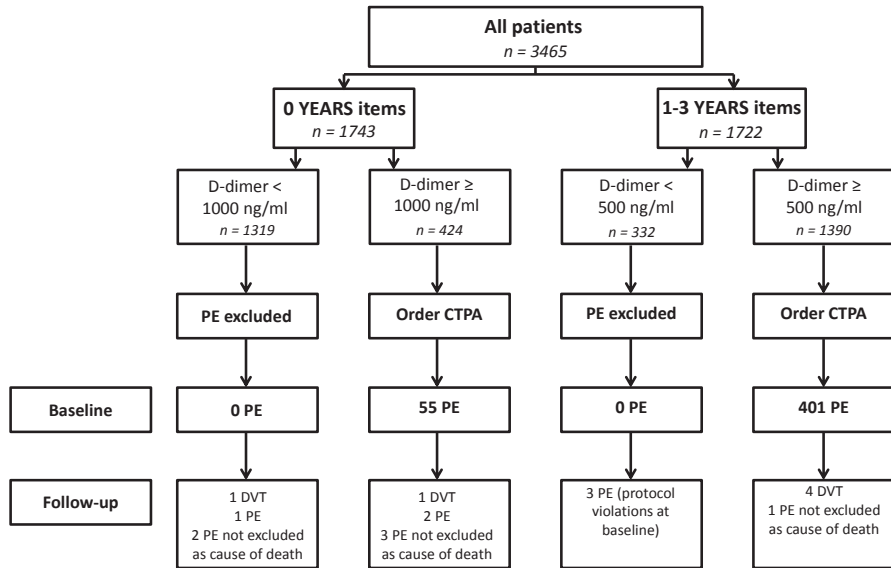 All patients
n = 3465
0 YEARS items
n = 1743
1-3 YEARS items
n = 1722
D-dimer <
1000 ng/ml
n = 1319
D-dimer ≥
1000 ng/ml
n = 424
D-dimer <
500 ng/ml
n = 332
D-dimer ≥
500 ng/ml
n = 1390
PE excluded
Order CTPA
PE excluded
Order CTPA
Baseline
0 PE
55 PE
0 PE
401 PE
Follow-up
1 DVT
1 PE
2 PE not excluded
as cause of death
1 DVT
2 PE
3 PE not excluded
as cause of death
3 PE (protocol
violations at
baseline)
4 DVT
1 PE not excluded
as cause of death